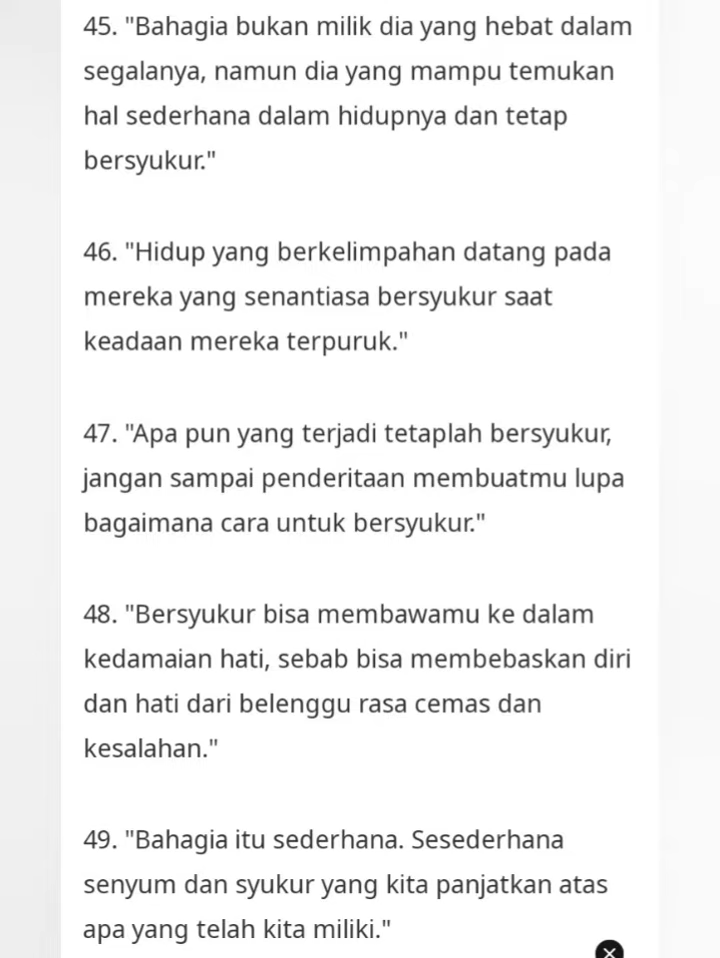 45. "Bahagia bukan milik dia yang hebat dalam
segalanya, namun dia yang mampu temukan
hal sederhana dalam hidupnya dan tetap
bersyukur."
46. "Hidup yang berkelimpahan datang pada
mereka yang senantiasa bersyukur saat
keadaan mereka terpuruk."
47. "Apa pun yang terjadi tetaplah bersyukur,
jangan sampai penderitaan membuatmu lupa
bagaimana cara untuk bersyukur."
48. "Bersyukur bisa membawamu ke dalam
kedamaian hati, sebab bisa membebaskan diri
dan hati dari belenggu rasa cemas dan
kesalahan."
49. "Bahagia itu sederhana. Sesederhana
senyum dan syukur yang kita panjatkan atas
apa yang telah kita miliki."